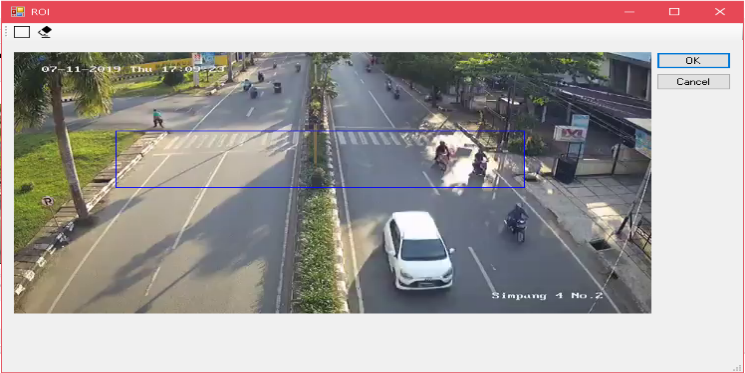 ROI
OK
07-11-2019 Thu 17:09:23
Cancel
P
Simpang 4 No.2